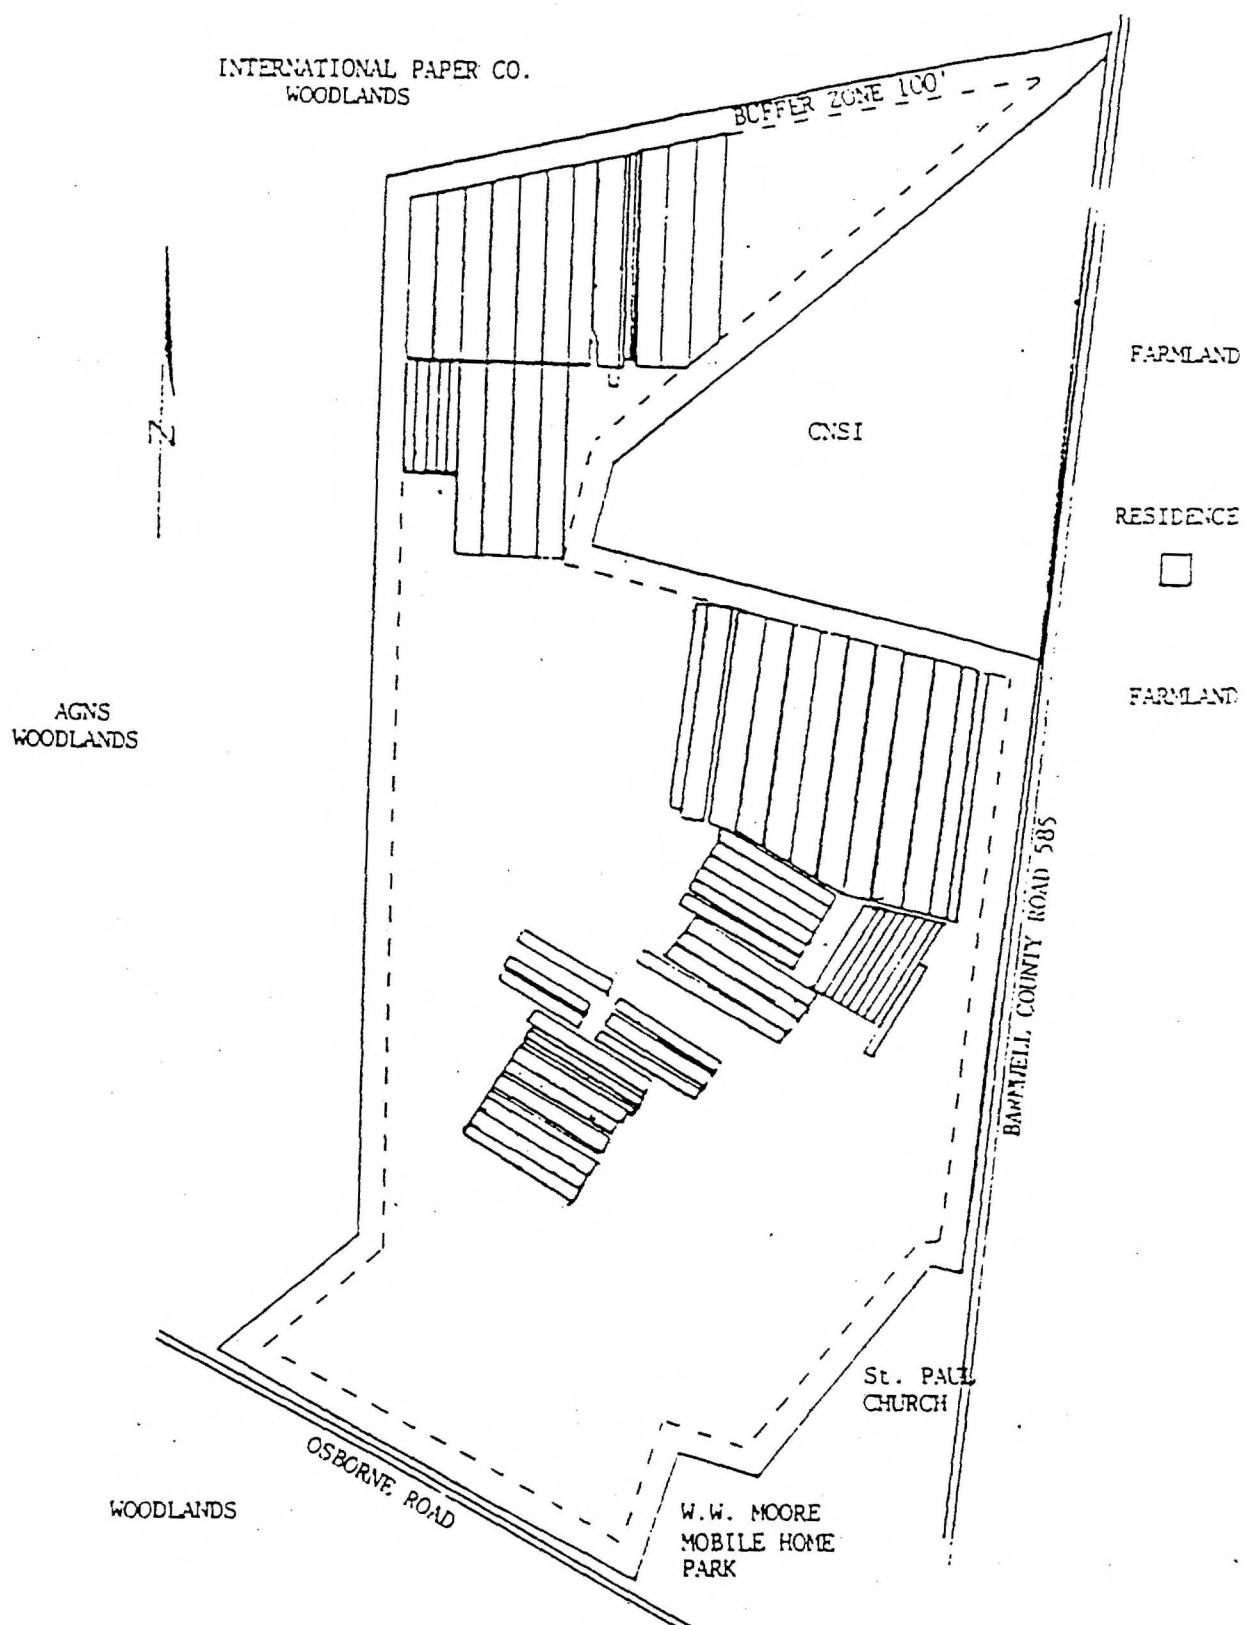 INTERNATIONAL PAPER CO.
WOODLANDS
BUFFER ZONE 100'
N
FARMLAND
CNSI
RESIDENCE
FARMLAND
AGNS
WOODLANDS
BARNWELL COUNTY ROAD 585
St. PAUL
CHURCH
OSBORNE ROAD
WOODLANDS
W.W. MOORE
MOBILE HOME
PARK